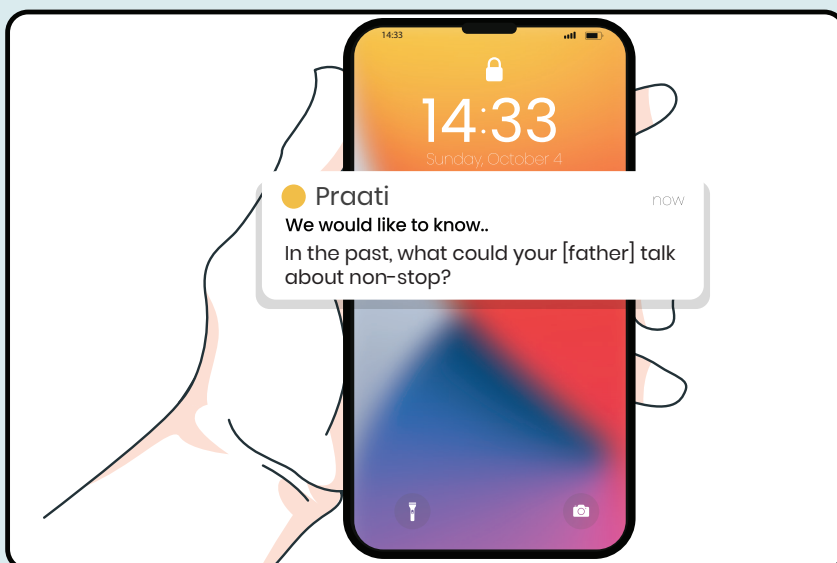 14:33
14:33
Sunday, October 4
Praati
now
We would like to know..
In the past, what could your [father] talk
about non-stop?